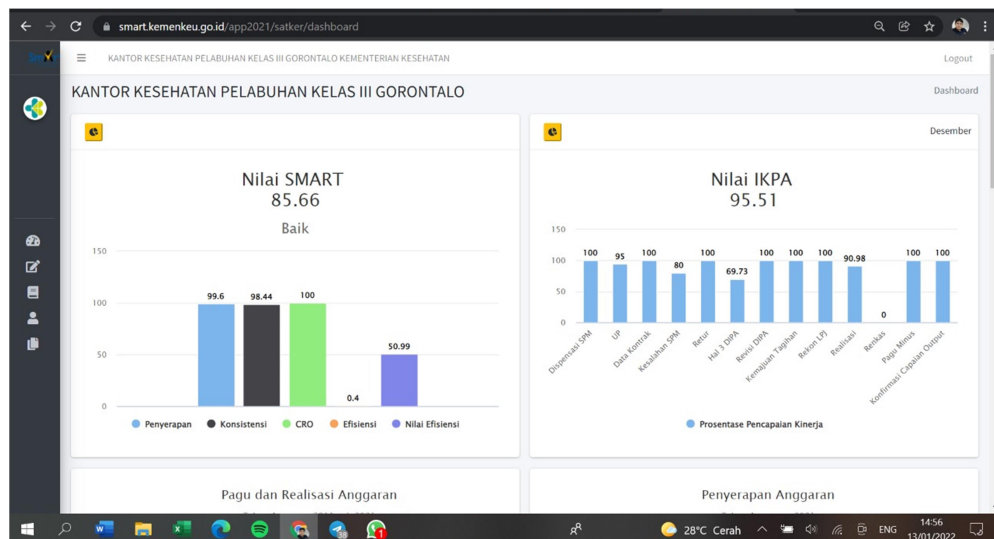 smart.kemenkeu.go.id/app2021/satker/dashboard
KANTOR KESEHATAN PELABUHAN KELAS III GORONTALO KEMENTERIAN KESEHATAN
Logout
KANTOR KESEHATAN PELABUHAN KELAS III GORONTALO
Dashboard
Nilai SMART
85.66
Baik
150
100
50
0
99.6
98.44
100
0.4
50.99
Penyerapan
Konsistensi
CRO
Efisiensi
Nilai Efisiensi
Desember
Nilai IKPA
95.51
150
100
50
0
100
95
100
80
100
69.73
100
100
100
90.98
0
100
100
Dispensasi SPM
UP
Data Kontrak
Kesalahan SPM
Retur
Hal 3 DIPA
Revisi DIPA
Kemajuan Tagihan
Rekon LPJ
Realisasi
Renkas
Pagu Minus
Konfirmasi Capaian Output
Prosentase Pencapaian Kinerja
Pagu dan Realisasi Anggaran
Penyerapan Anggaran
28°C Cerah
ENG
14:56
13/01/2022